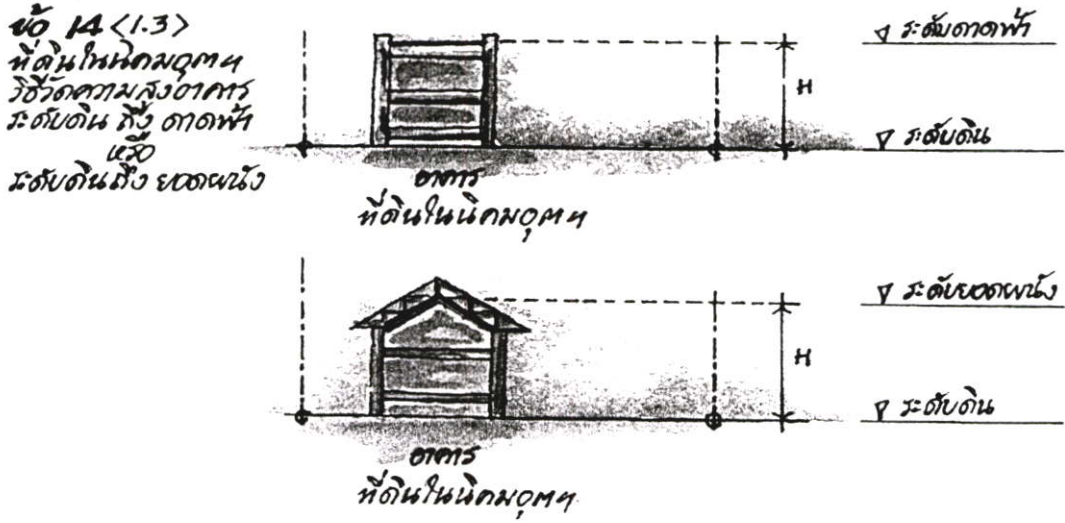 ข้อ 14 <1.3>
ที่ดินในนิคมอุตฯ
วิธีวัดความสูงอาคาร
ระดับดิน ถึง ดาดฟ้า
หรือ
ระดับดินถึง ยอดผนัง
ระดับดาดฟ้า
H
ระดับดิน
อาคาร
ที่ดินในนิคมอุตฯ
ระดับยอดผนัง
H
ระดับดิน
อาคาร
ที่ดินในนิคมอุตฯ